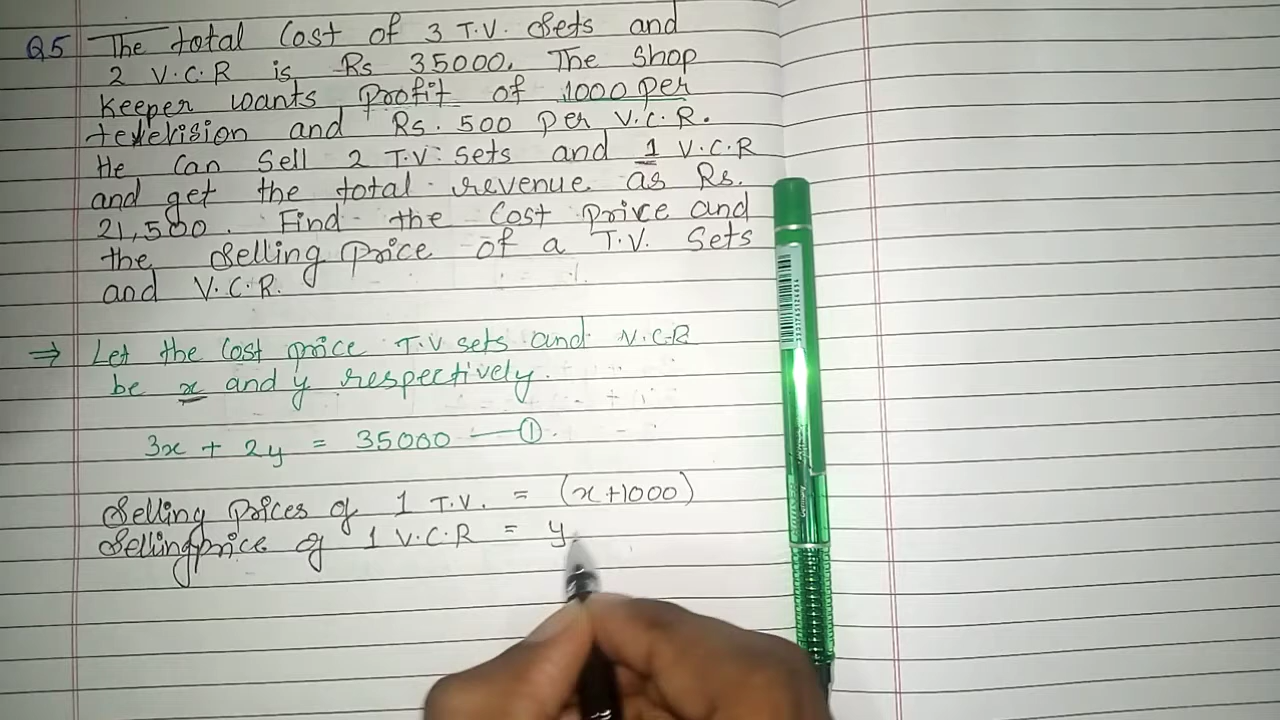 Q5 The total Cost of 3 T.V. Sets and
2 V.C.R is Rs 35000. The Shop
Keeper wants profit of 1000 per
television and Rs. 500 Per V.C.R.
He Can Sell 2 T.V. Sets and 1 V.C.R
and get the total revenue as Rs.
21,500. Find the Cost Price and
the Selling Price of a T.V. Sets
and V.C.R.
⇒ Let the Cost price T.V sets and V.C.R
be x and y respectively.
3x + 2y = 35000 —①.
Selling Prices of 1 T.V. = (x+1000)
Selling price of 1 V.C.R = y